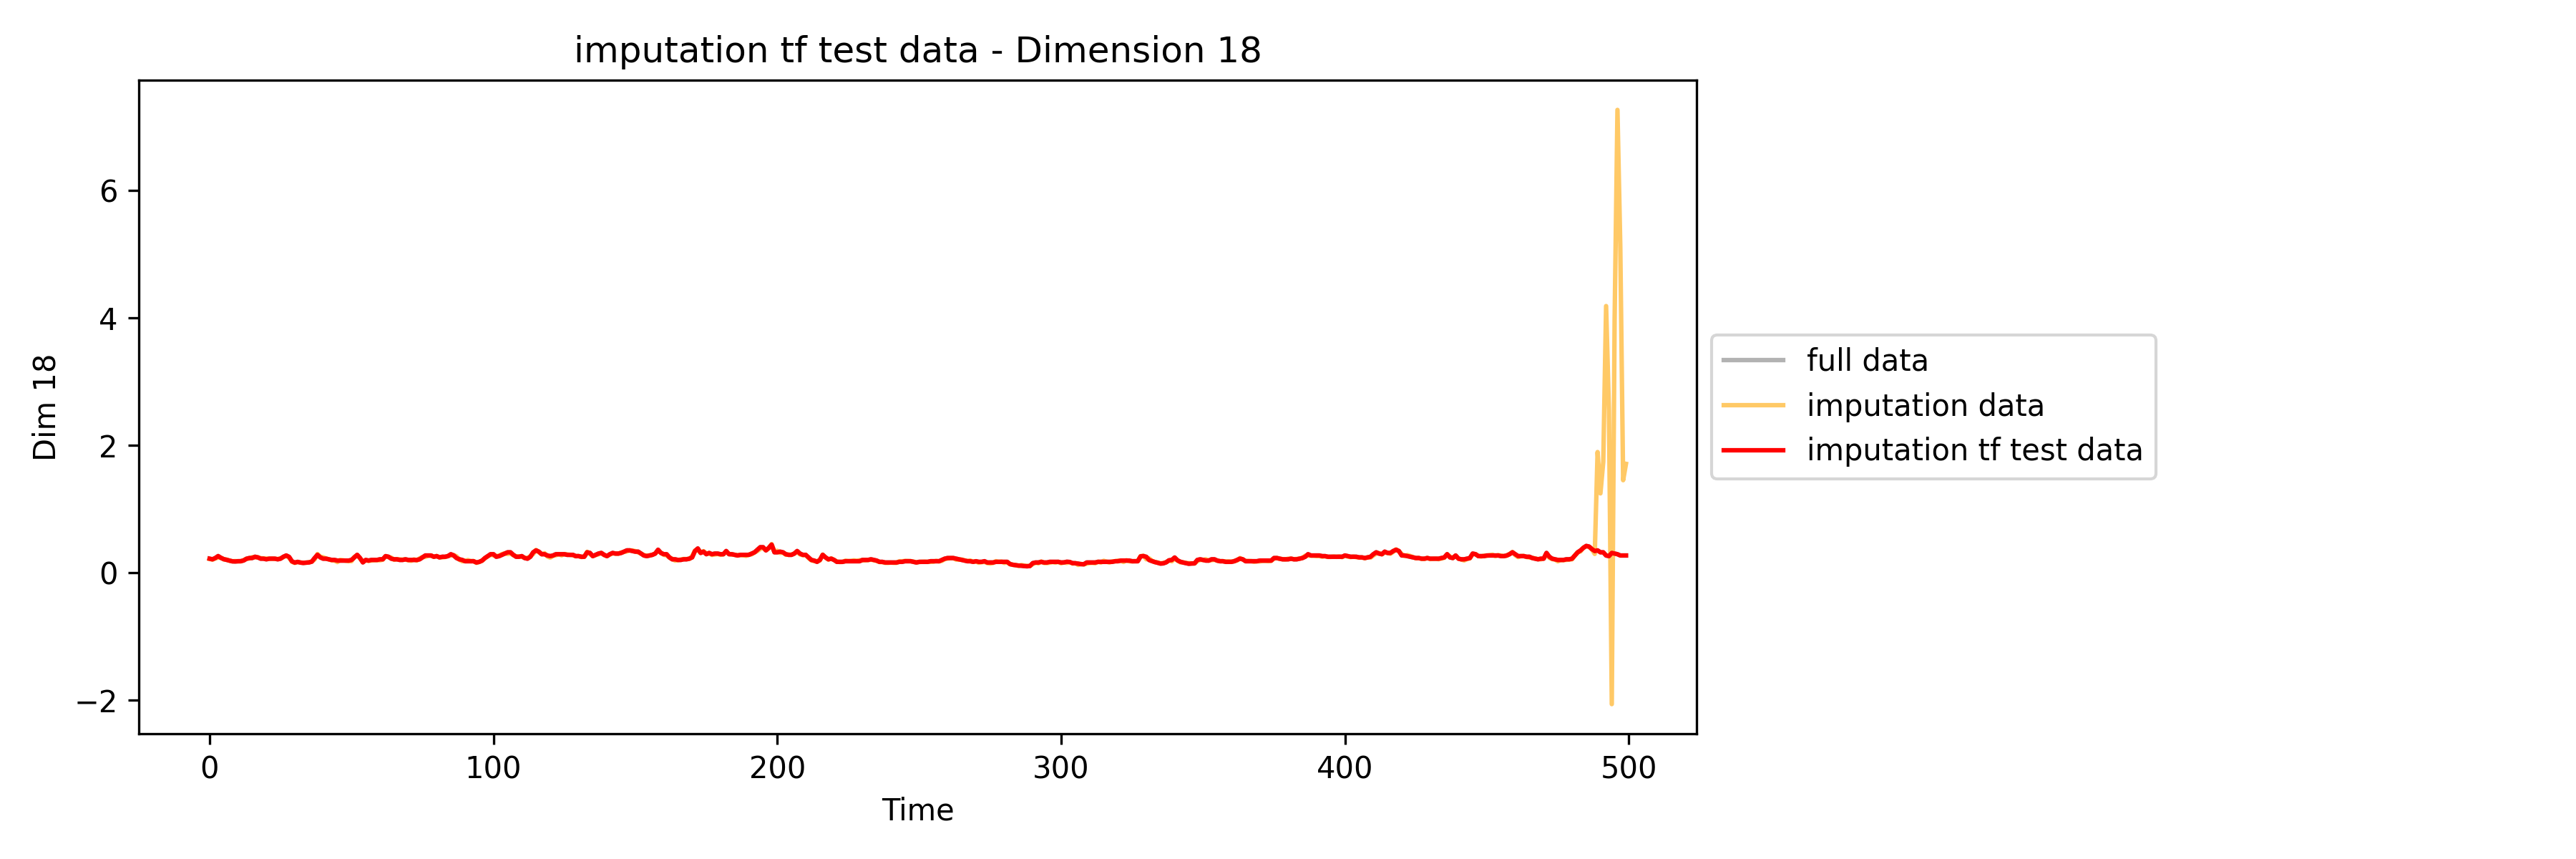 imputation tf test data - Dimension 18
6
4
2
0
−2
Dim 18
0 100 200 300 400 500
Time
full data
imputation data
imputation tf test data